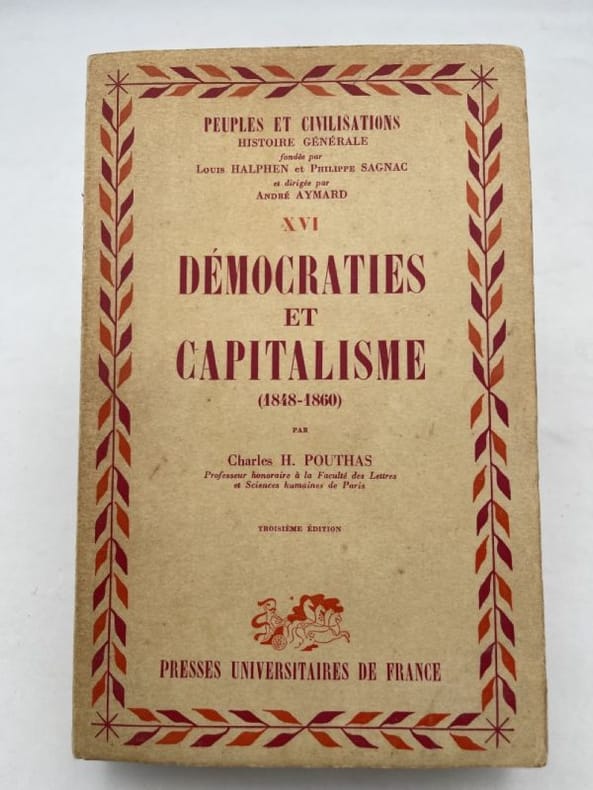 PEUPLES ET CIVILISATIONS
HISTOIRE GÉNÉRALE
fondée par
LOUIS HALPHEN et PHILIPPE SAGNAC
et dirigée par
ANDRÉ AYMARD
XVI
DÉMOCRATIES
ET
CAPITALISME
(1848-1860)
PAR
Charles H. POUTHAS
Professeur honoraire à la Faculté des Lettres
et Sciences humaines de Paris
TROISIÈME ÉDITION
PRESSES UNIVERSITAIRES DE FRANCE